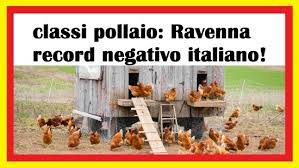 classi pollaio: Ravenna
record negativo italiano!